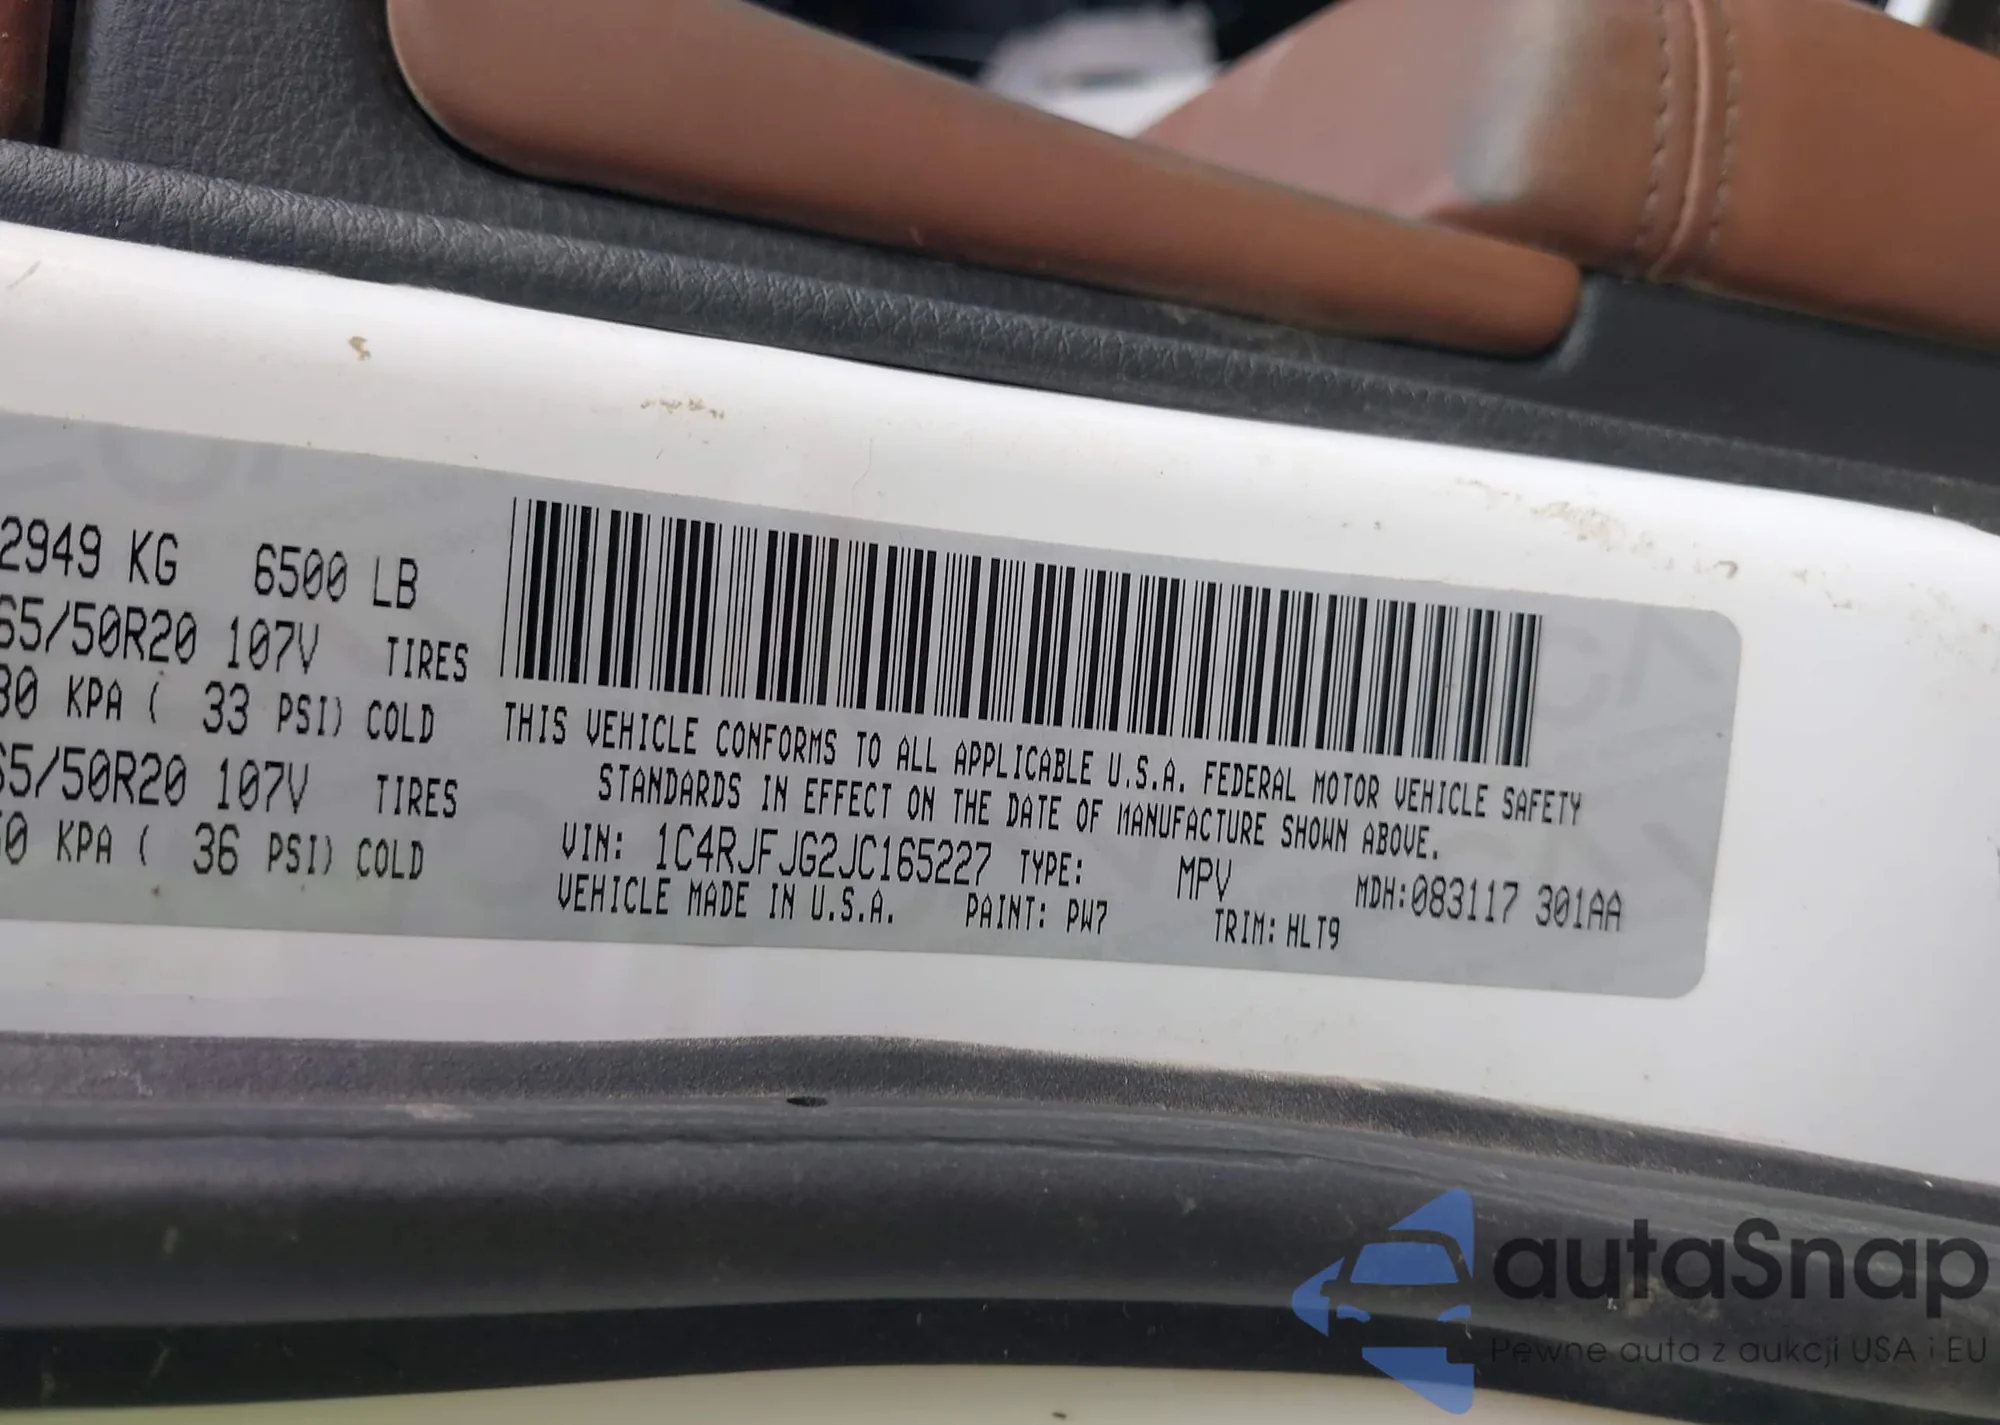 2949 KG 6500 LB
65/50R20 107V TIRES
30 KPA ( 33 PSI) COLD
65/50R20 107V TIRES
50 KPA ( 36 PSI) COLD
THIS VEHICLE CONFORMS TO ALL APPLICABLE U.S.A. FEDERAL MOTOR VEHICLE SAFETY
STANDARDS IN EFFECT ON THE DATE OF MANUFACTURE SHOWN ABOVE.
VIN: 1C4RJFJG2JC165227 TYPE: MPV MDH:083117 301AA
VEHICLE MADE IN U.S.A. PAINT: PW7 TRIM: HLT9
autaSnap
Pewne auta z aukcji USA i EU